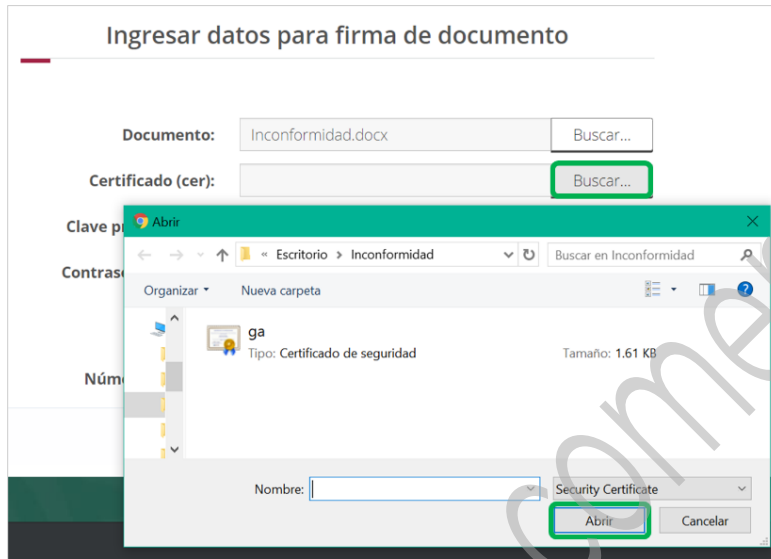 Ingresar datos para firma de documento
Documento: Inconformidad.docx Buscar...
Certificado (cer): Buscar...
Clave p
Abrir
« Escritorio > Inconformidad Buscar en Inconformidad
Contras
Organizar Nueva carpeta
ga
Tipo: Certificado de seguridad Tamaño: 1.61 KB
Núm
Nombre: Security Certificate
Abrir Cancelar
come